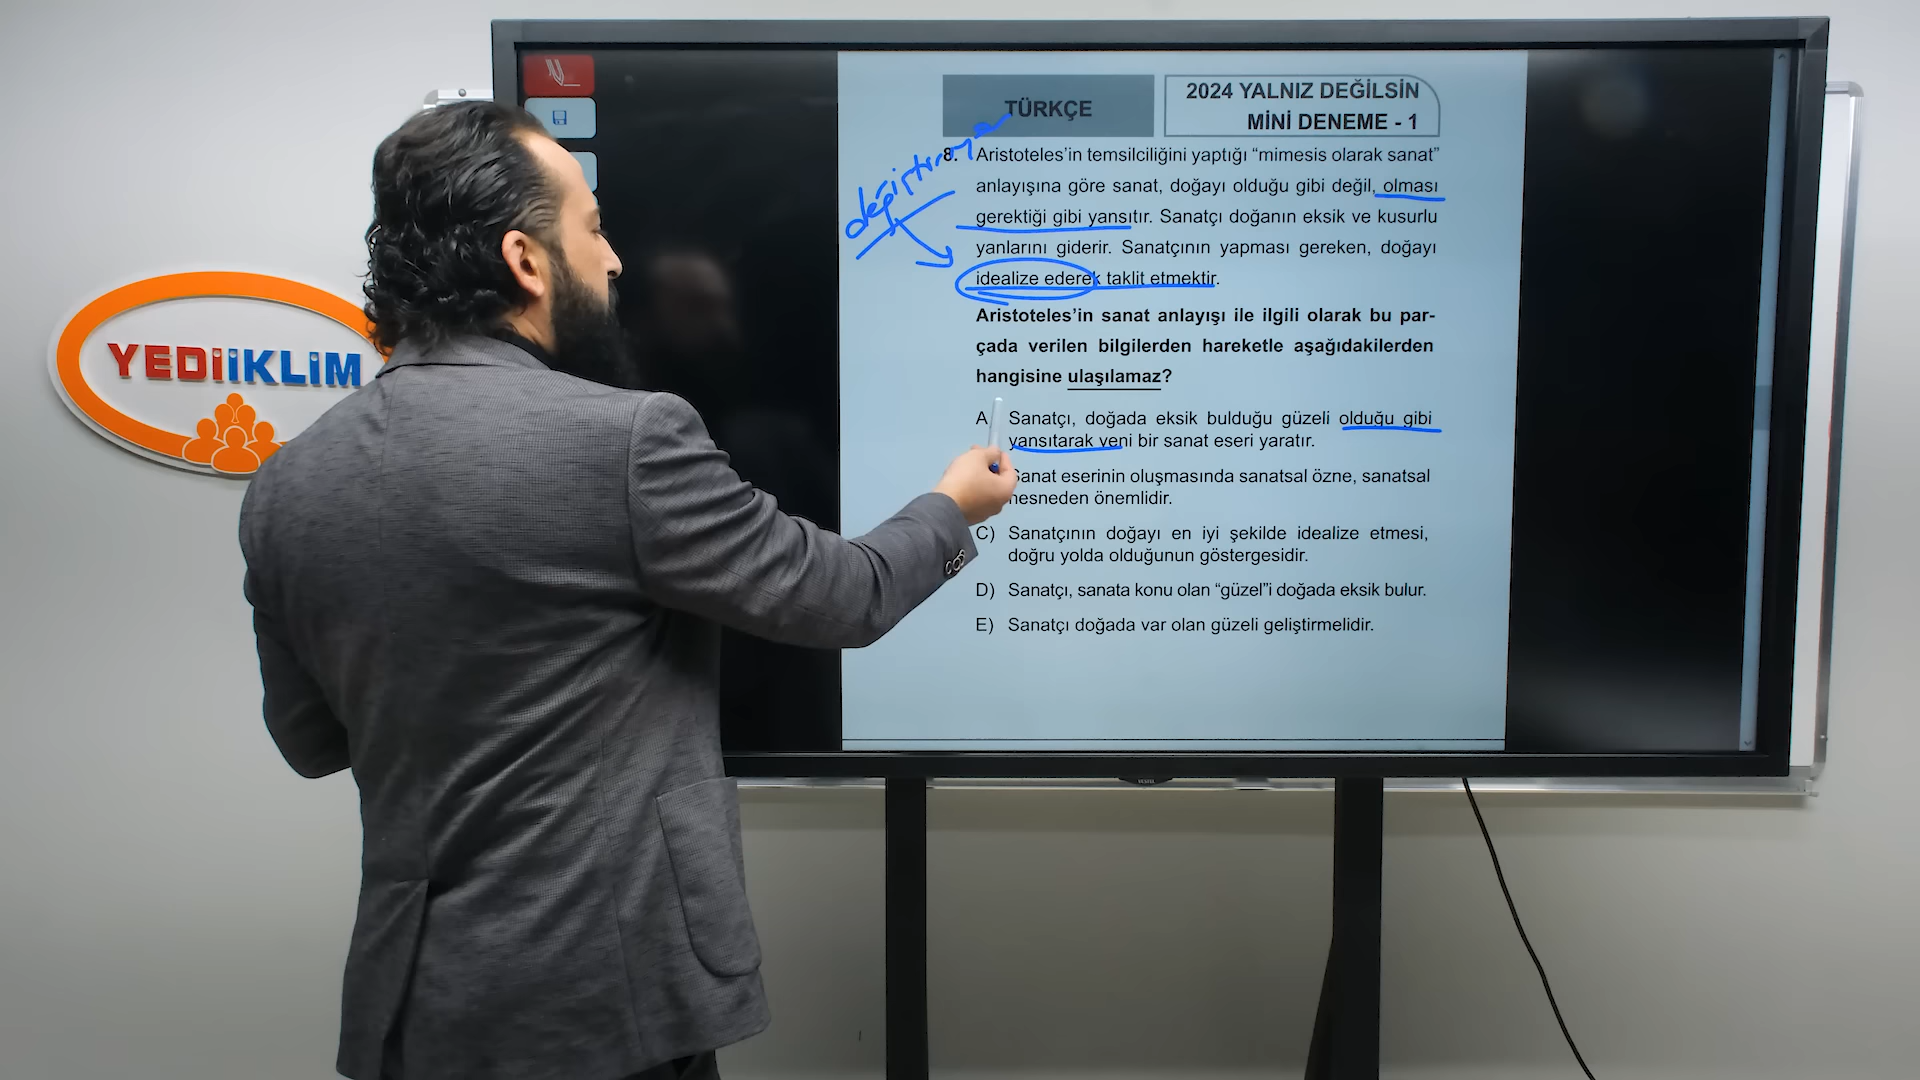 YEDiiKLiM
TÜRKÇE
2024 YALNIZ DEĞİLSİN
MİNİ DENEME - 1
değiştiriyor
8. Aristoteles’in temsilciliğini yaptığı “mimesis olarak sanat”
anlayışına göre sanat, doğayı olduğu gibi değil, olması
gerektiği gibi yansıtır. Sanatçı doğanın eksik ve kusurlu
yanlarını giderir. Sanatçının yapması gereken, doğayı
idealize ederek taklit etmektir.
Aristoteles’in sanat anlayışı ile ilgili olarak bu par-
çada verilen bilgilerden hareketle aşağıdakilerden
hangisine ulaşılamaz?
A Sanatçı, doğada eksik bulduğu güzeli olduğu gibi
yansıtarak yeni bir sanat eseri yaratır.
Sanat eserinin oluşmasında sanatsal özne, sanatsal
nesneden önemlidir.
C) Sanatçının doğayı en iyi şekilde idealize etmesi,
doğru yolda olduğunun göstergesidir.
D) Sanatçı, sanata konu olan “güzel”i doğada eksik bulur.
E) Sanatçı doğada var olan güzeli geliştirmelidir.